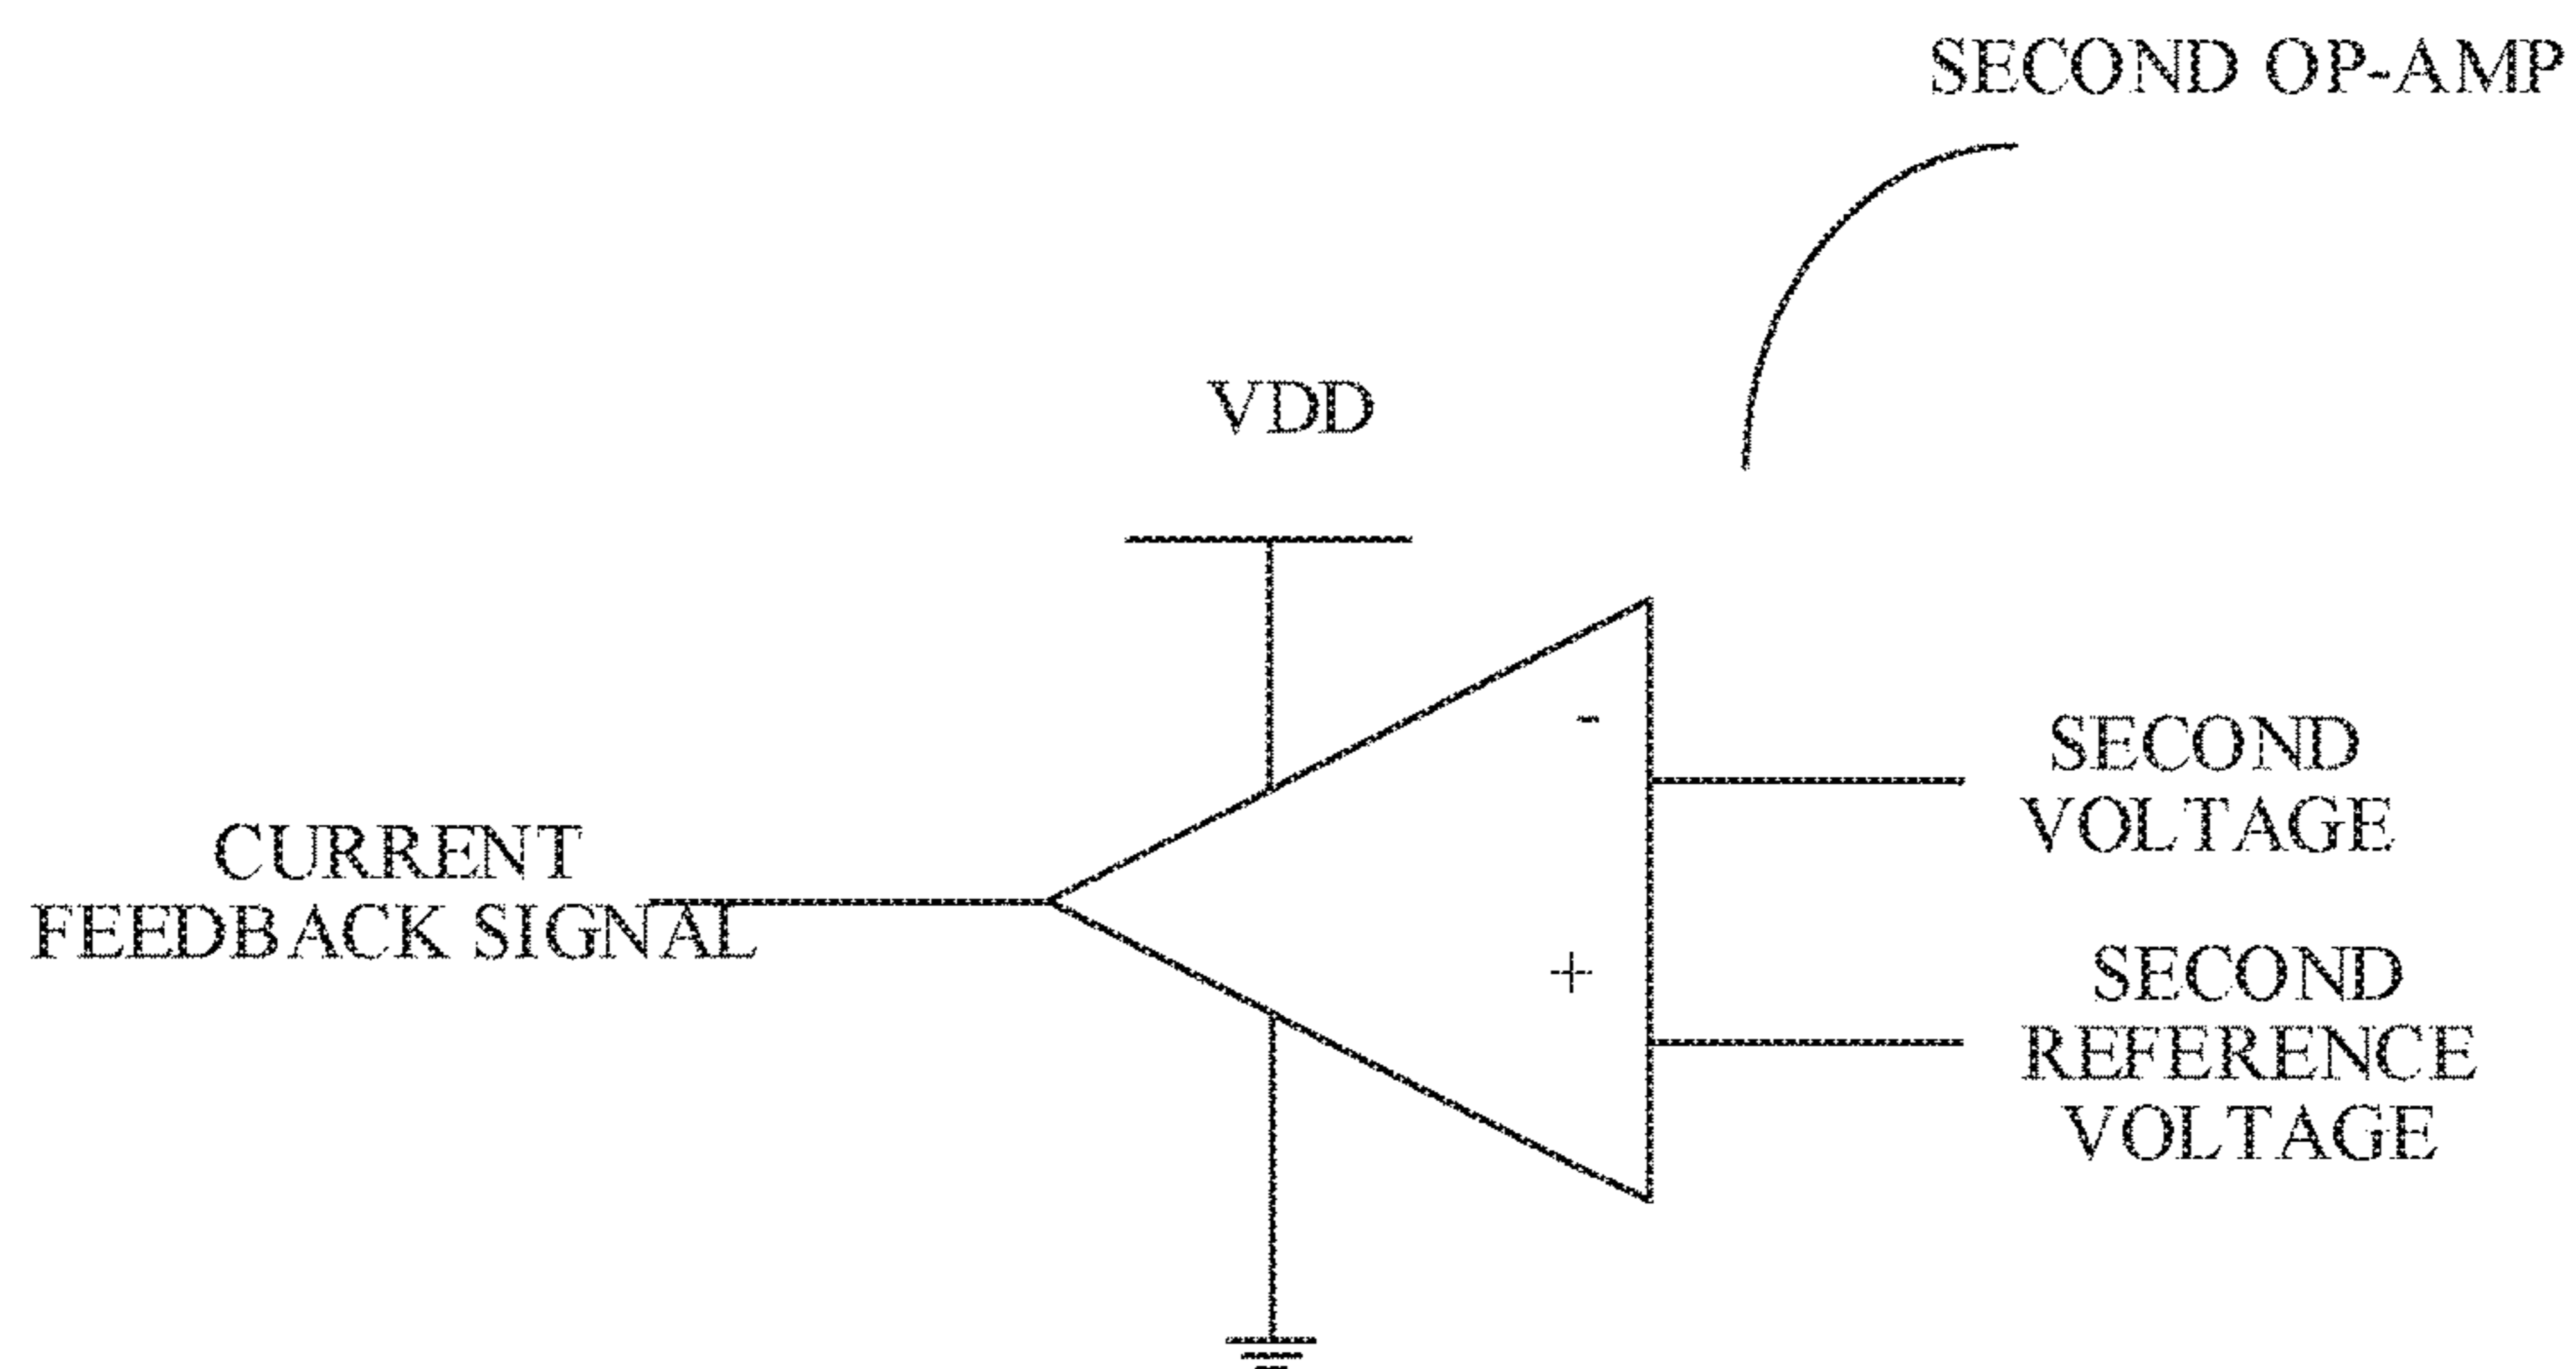 SECOND OP-AMP
VDD
-
SECOND
VOLTAGE
CURRENT
FEEDBACK SIGNAL
+
SECOND
REFERENCE
VOLTAGE